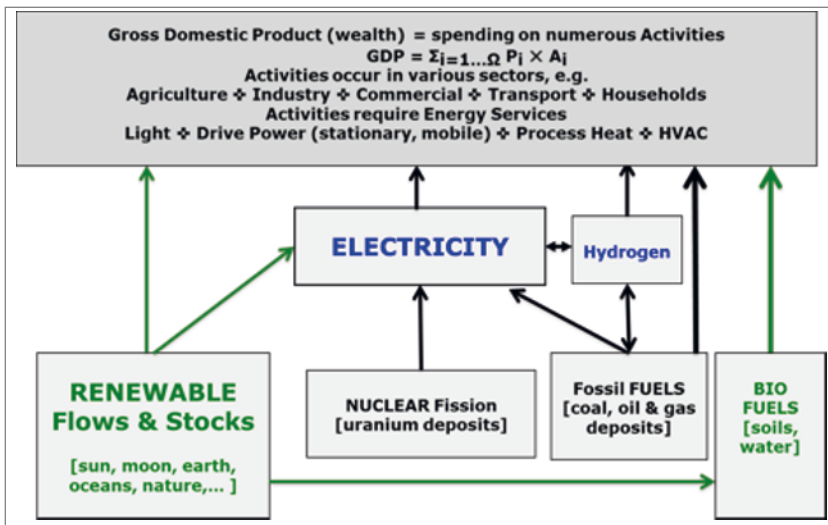 Gross Domestic Product (wealth) = spending on numerous Activities
GDP = Σi=1...Ω Pi × Ai
Activities occur in various sectors, e.g.
Agriculture ❖ Industry ❖ Commercial ❖ Transport ❖ Households
Activities require Energy Services
Light ❖ Drive Power (stationary, mobile) ❖ Process Heat ❖ HVAC
ELECTRICITY
Hydrogen
RENEWABLE
Flows & Stocks
[sun, moon, earth,
oceans, nature,... ]
NUCLEAR Fission
[uranium deposits]
Fossil FUELS
[coal, oil & gas
deposits]
BIO
FUELS
[soils,
water]